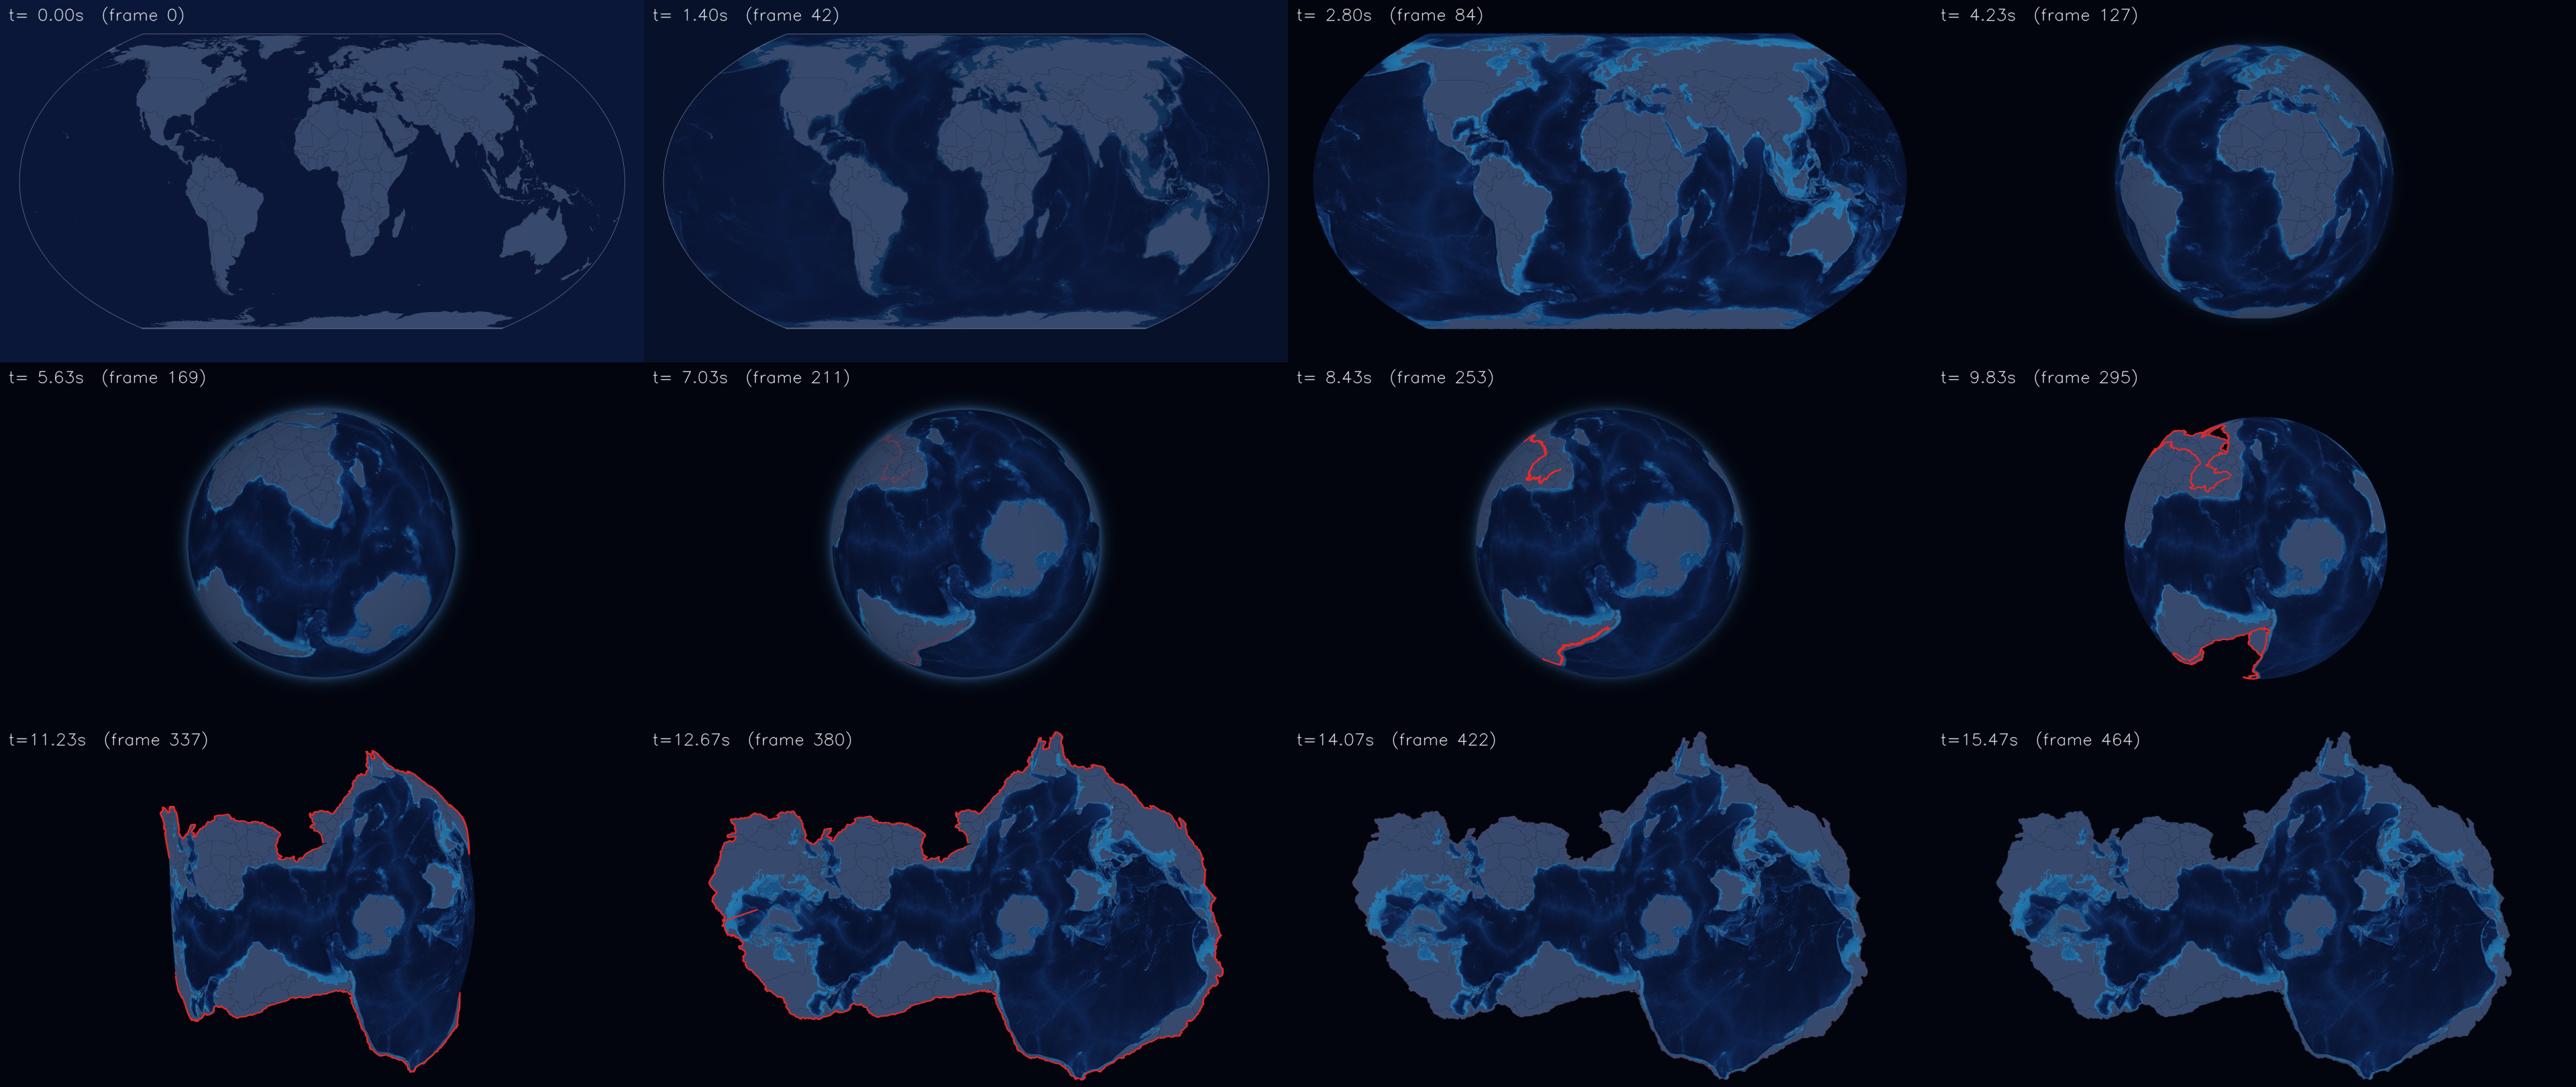 t= 0.00s (frame 0)
t= 1.40s (frame 42)
t= 2.80s (frame 84)
t= 4.23s (frame 127)
t= 5.63s (frame 169)
t= 7.03s (frame 211)
t= 8.43s (frame 253)
t= 9.83s (frame 295)
t=11.23s (frame 337)
t=12.67s (frame 380)
t=14.07s (frame 422)
t=15.47s (frame 464)